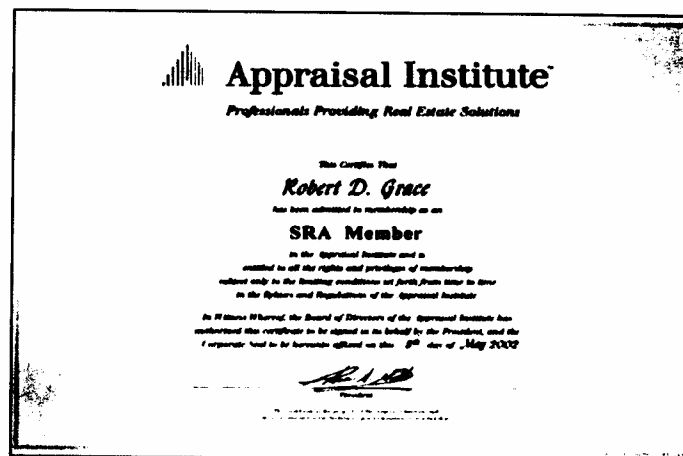 Appraisal Institute™
Professionals Providing Real Estate Solutions
This Certifies That
Robert D. Grace
has been admitted to membership as an
SRA Member
in the Appraisal Institute and is
entitled to all the rights and privileges of membership
subject only to the limiting conditions set forth from time to time
in the Bylaws and Regulations of the Appraisal Institute
In Witness Whereof, the Board of Directors of the Appraisal Institute has
authorized this certificate to be signed in its behalf by the President, and the
Corporate Seal to be hereunto affixed on this 8th day of May 2002
President